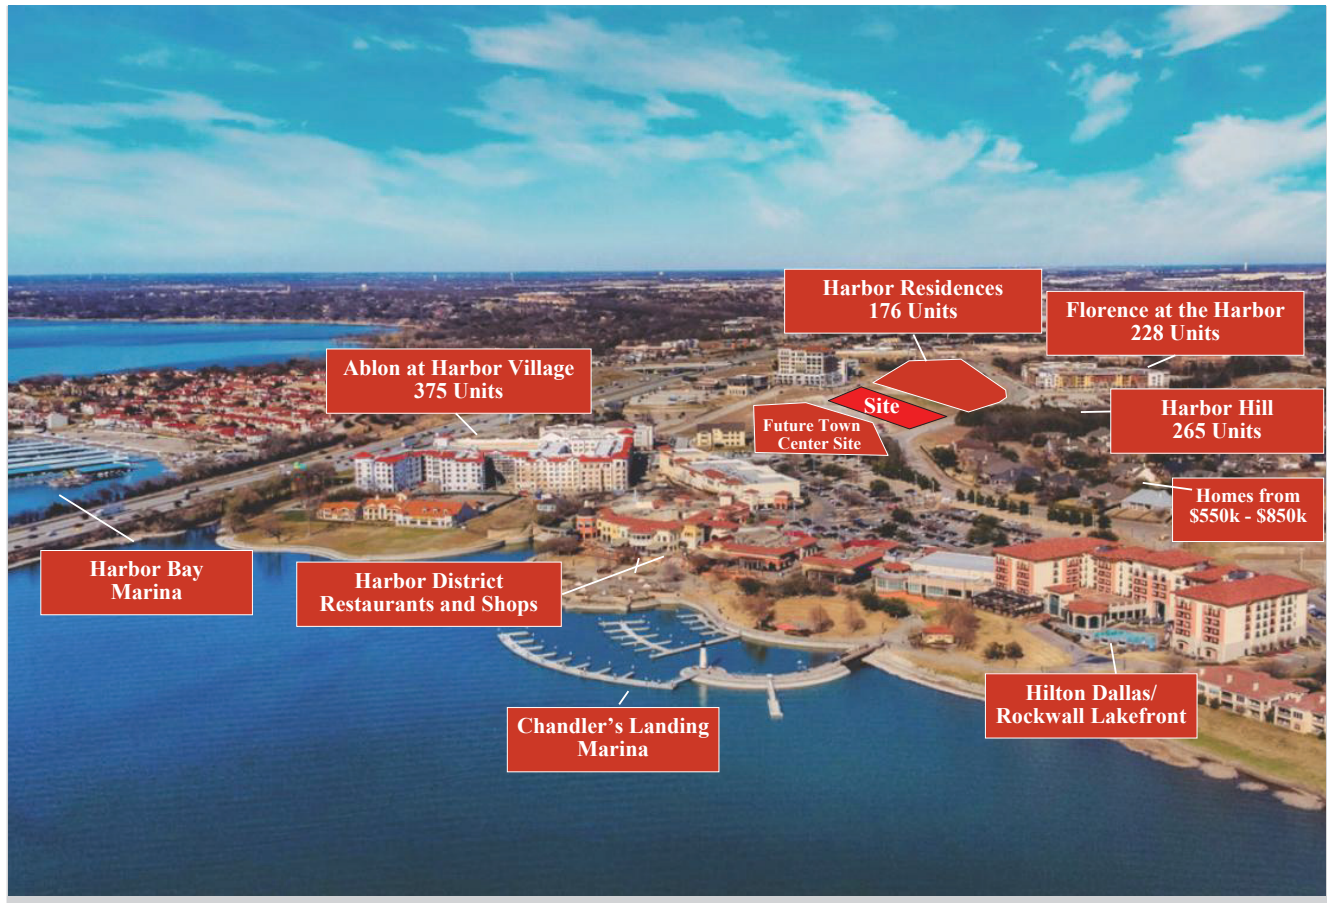 Harbor Residences
176 Units
Florence at the Harbor
228 Units
Ablon at Harbor Village
375 Units
Site
Harbor Hill
265 Units
Future Town
Center Site
Homes from
$550k - $850k
Harbor Bay
Marina
Harbor District
Restaurants and Shops
Hilton Dallas/
Rockwall Lakefront
Chandler’s Landing
Marina